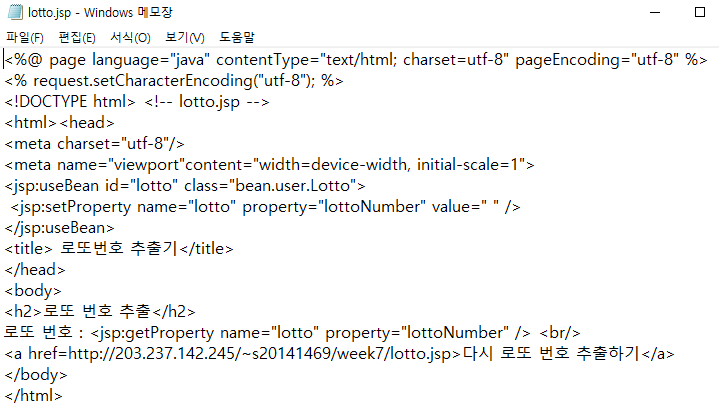 lotto.jsp - Windows 메모장
파일(F) 편집(E) 서식(O) 보기(V) 도움말
<%@ page language="java" contentType="text/html; charset=utf-8" pageEncoding="utf-8" %>
<% request.setCharacterEncoding("utf-8"); %>
<!DOCTYPE html> <!-- lotto.jsp -->
<html><head>
<meta charset="utf-8"/>
<meta name="viewport"content="width=device-width, initial-scale=1">
<jsp:useBean id="lotto" class="bean.user.Lotto">
 <jsp:setProperty name="lotto" property="lottoNumber" value=" " />
</jsp:useBean>
<title> 로또번호 추출기</title>
</head>
<body>
<h2>로또 번호 추출</h2>
로또 번호 : <jsp:getProperty name="lotto" property="lottoNumber" /> <br/>
<a href=http://203.237.142.245/~s20141469/week7/lotto.jsp>다시 로또 번호 추출하기</a>
</body>
</html>